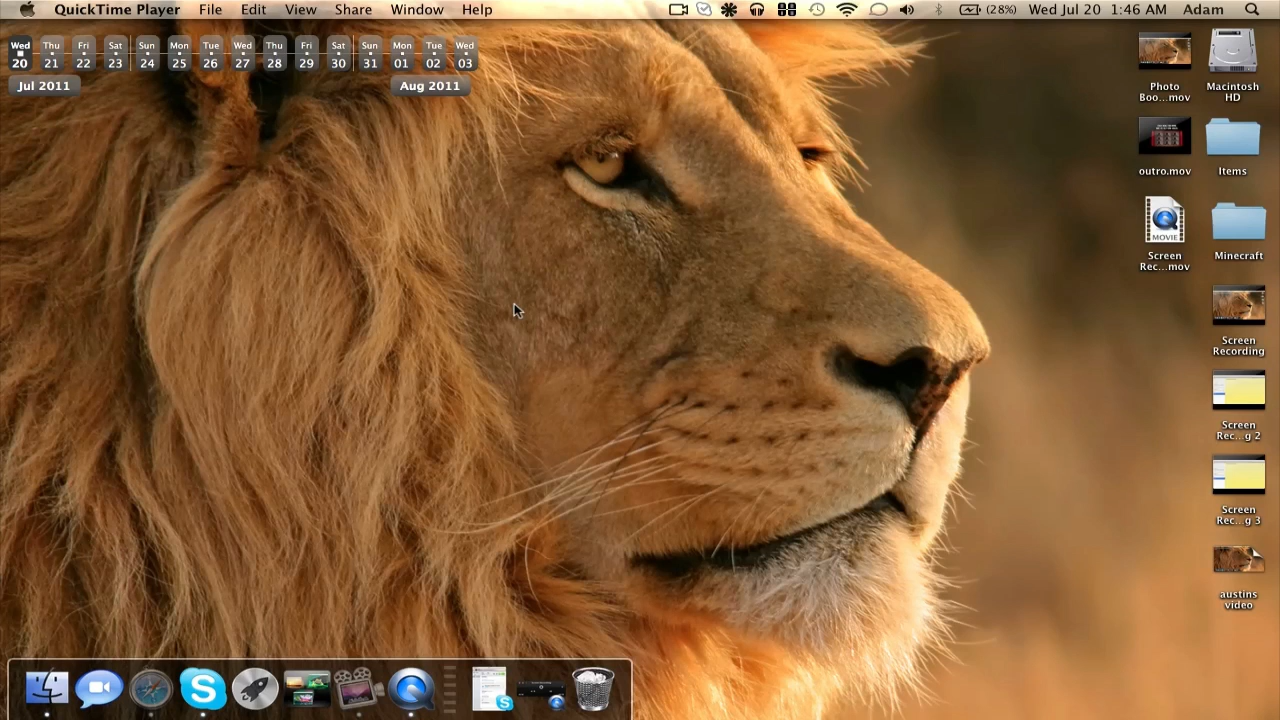 QuickTime Player File Edit View Share Window Help (28%) Wed Jul 20 1:46 AM Adam
Wed Thu Fri Sat Sun Mon Tue Wed Thu Fri Sat Sun Mon Tue Wed
20 21 22 23 24 25 26 27 28 29 30 31 01 02 03
Jul 2011 Aug 2011
Photo
Boo...mov
Macintosh
HD
outro.mov
Items
MOVIE
Screen
Rec...mov
Minecraft
Screen
Recording
Screen
Rec...g 2
Screen
Rec...g 3
austins
video